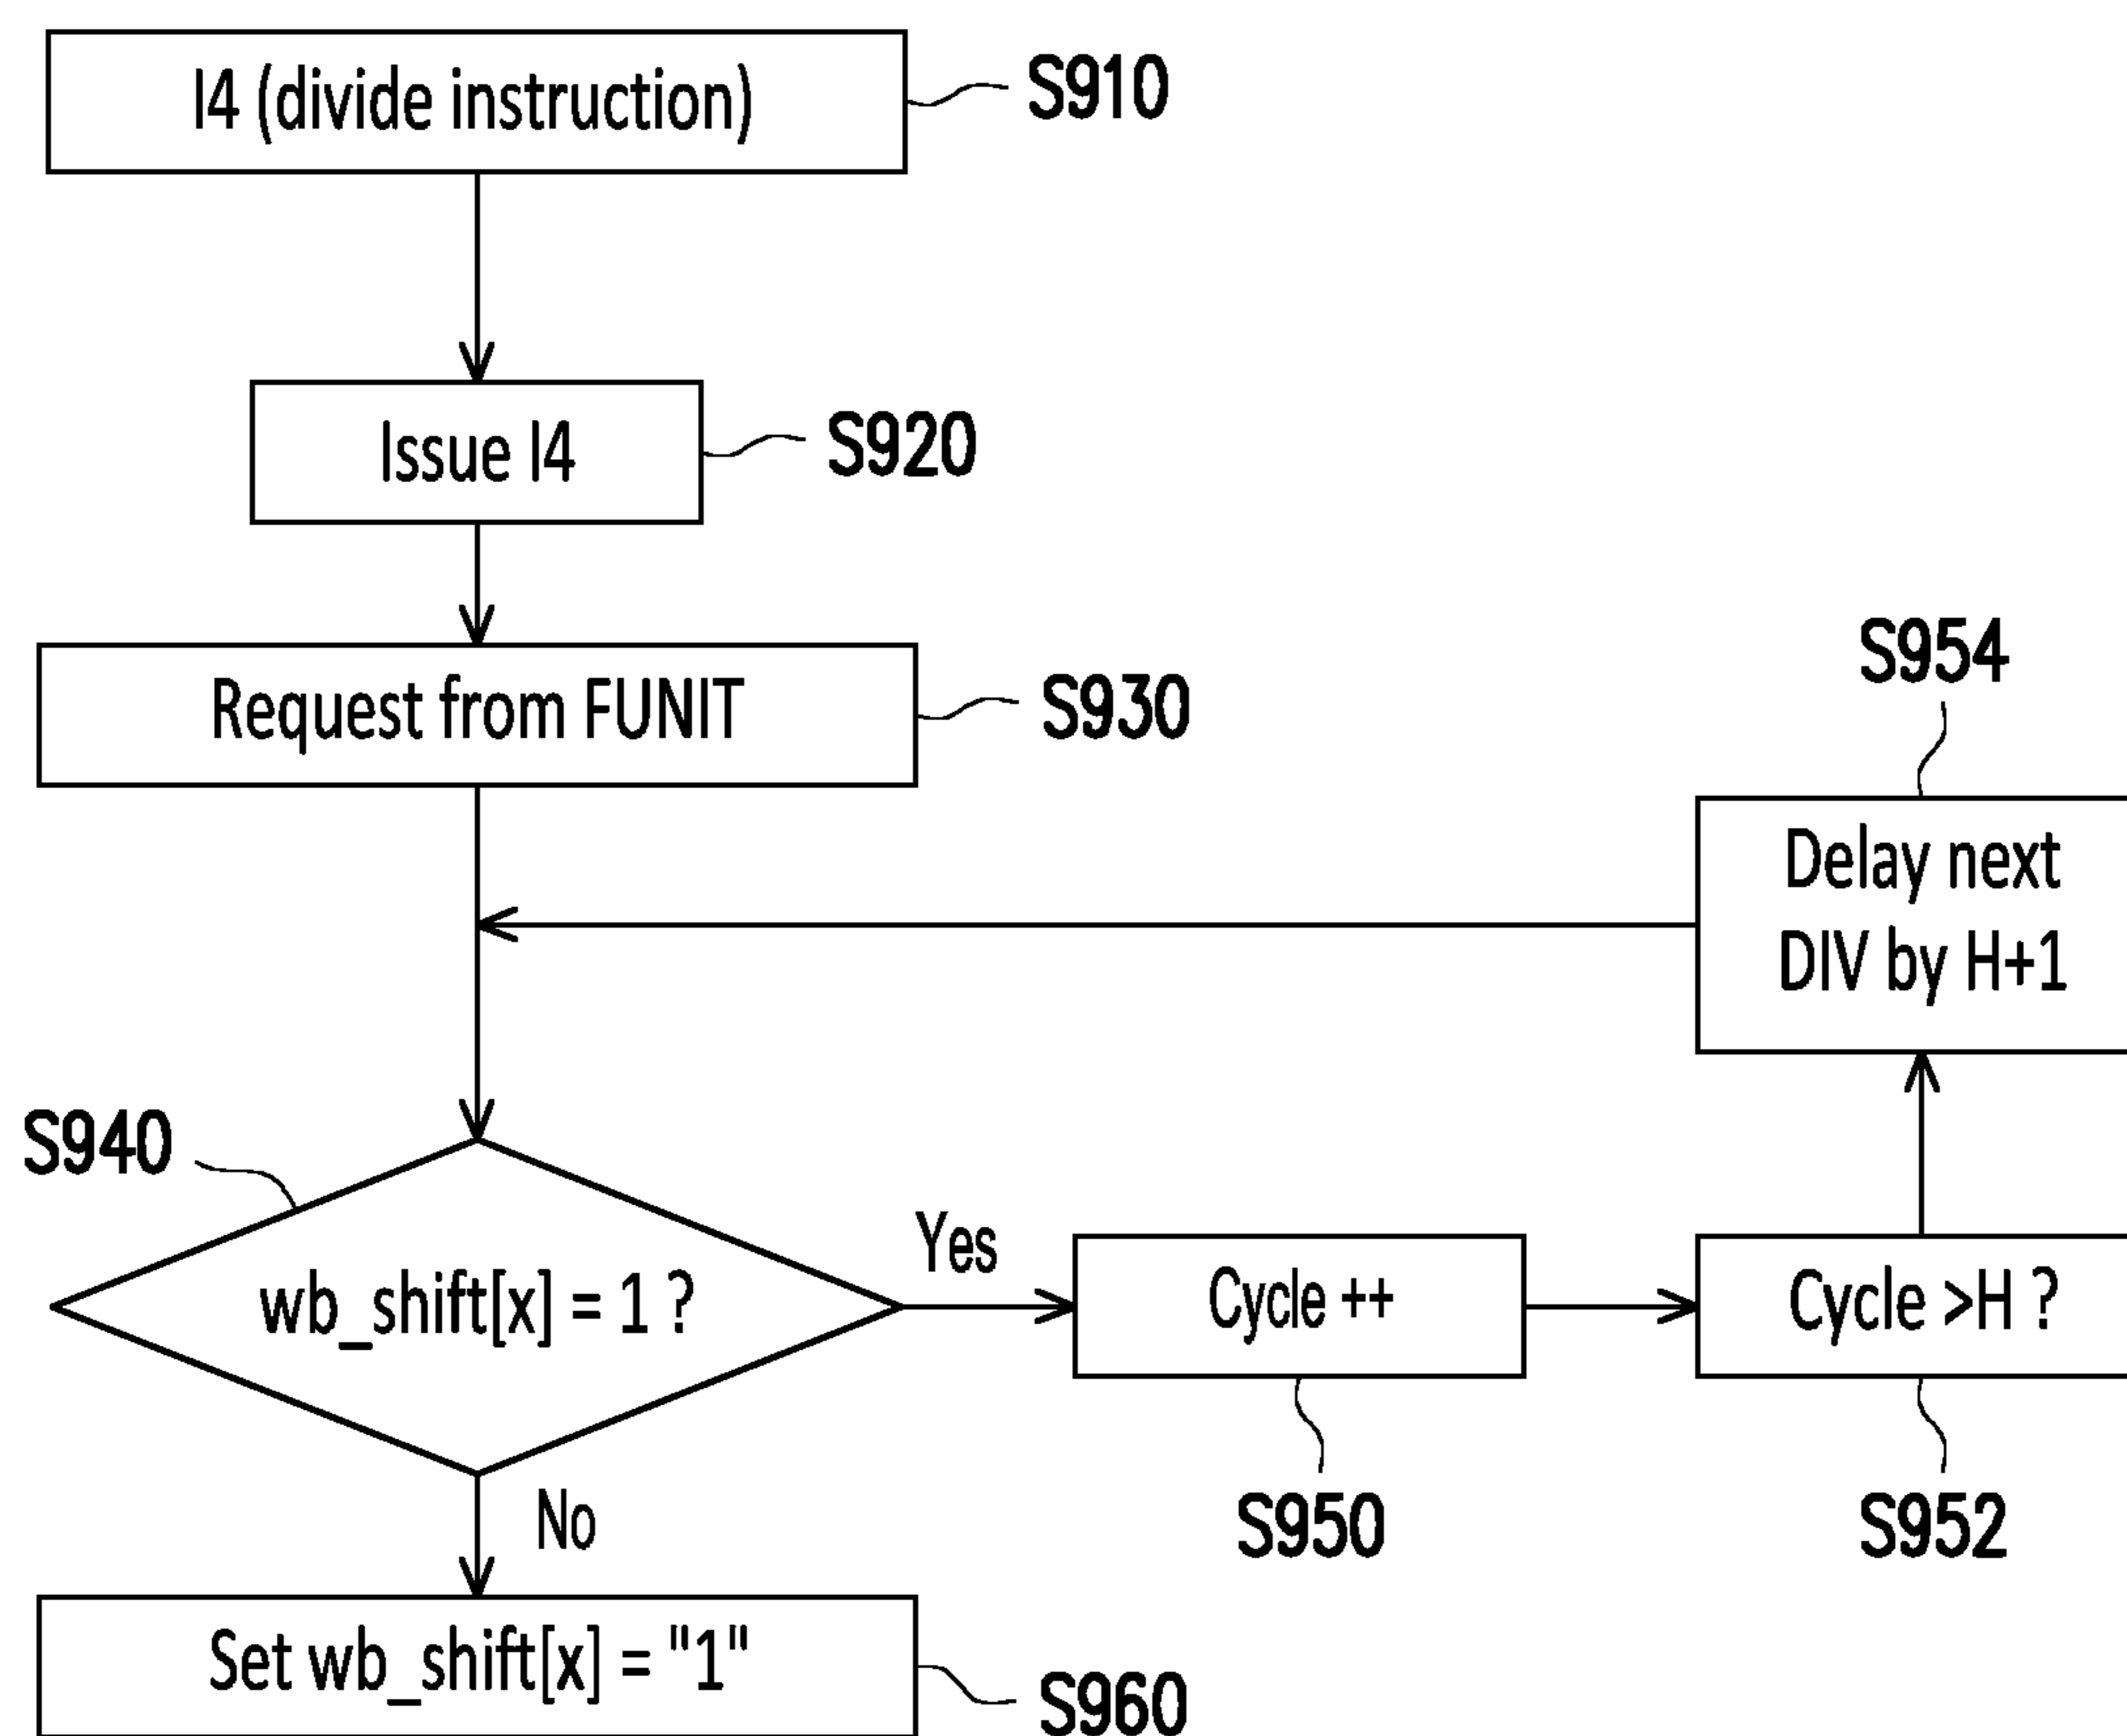 I4 (divide instruction)
S910
Issue I4
S920
Request from FUNIT
S930
S954
Delay next
DIV by H+1
S940
wb_shift[x] = 1 ?
Yes
Cycle ++
Cycle >H ?
S950
S952
No
Set wb_shift[x] = "1"
S960